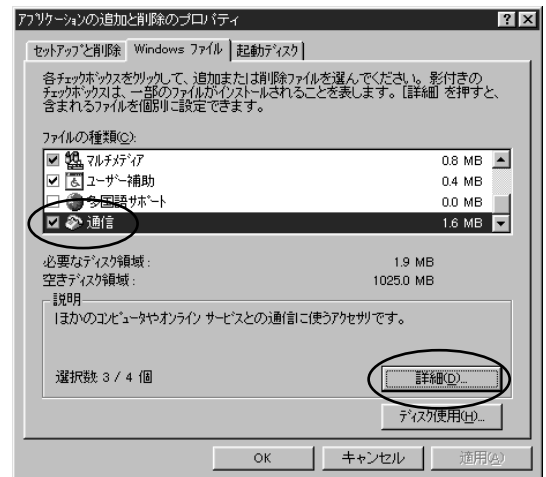 ｱﾌﾟﾘｹｰｼｮﾝの追加と削除のﾌﾟﾛﾊﾟﾃｨ
ｾｯﾄｱｯﾌﾟと削除 Windows ﾌｧｲﾙ 起動ﾃﾞｨｽｸ
各ﾁｪｯｸﾎﾞｯｸｽをｸﾘｯｸして、追加または削除ﾌｧｲﾙを選んでください。影付きの
ﾁｪｯｸﾎﾞｯｸｽは、一部のﾌｧｲﾙがｲﾝｽﾄｰﾙされることを表します。[詳細] を押すと、
含まれるﾌｧｲﾙを個別に設定できます。
ﾌｧｲﾙの種類(C):
ﾏﾙﾁﾒﾃﾞｨｱ 0.8 MB
ﾕｰｻﾞｰ補助 0.4 MB
多国語ｻﾎﾟｰﾄ 0.0 MB
通信 1.6 MB
必要なﾃﾞｨｽｸ領域: 1.9 MB
空きﾃﾞｨｽｸ領域: 1025.0 MB
説明
ほかのｺﾝﾋﾟｭｰﾀやｵﾝﾗｲﾝ ｻｰﾋﾞｽとの通信に使うｱｸｾｻﾘです。
選択数: 3 / 4 個
詳細(D)...
ﾃﾞｨｽｸ使用(H)...
OK キャンセル 適用(A)